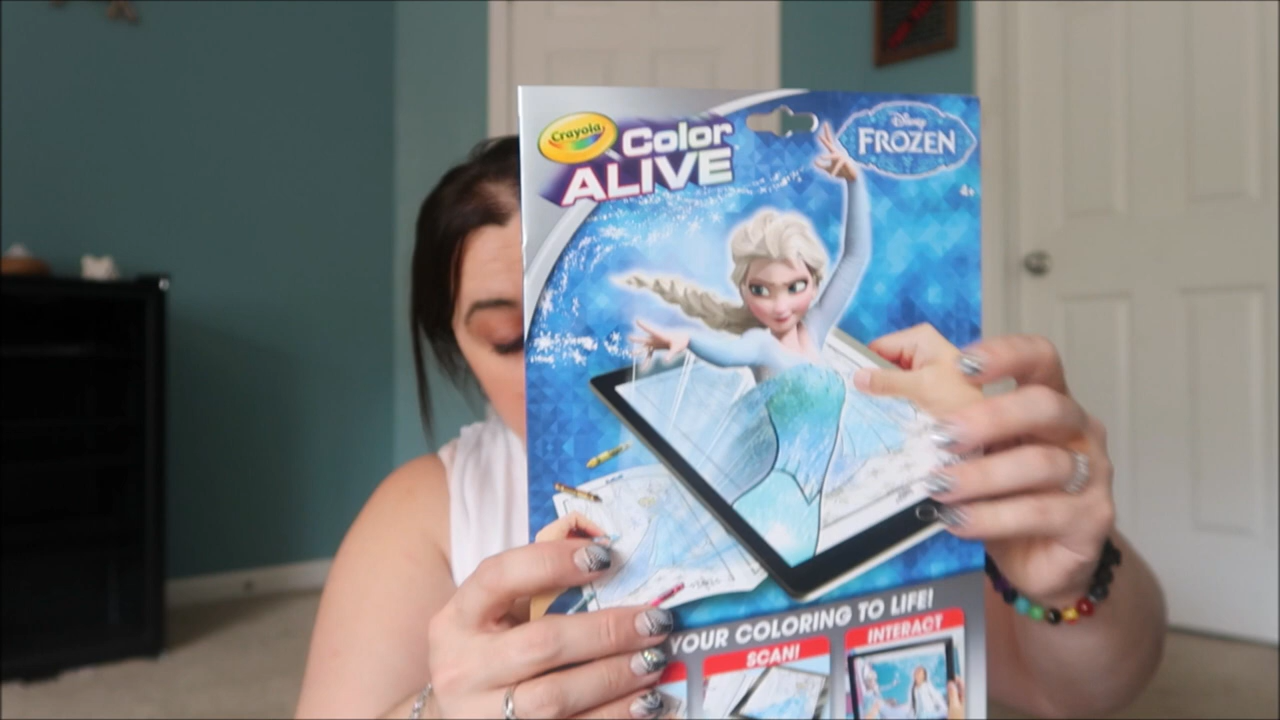 Crayola
Color
ALIVE
Disney
FROZEN
4+
YOUR COLORING TO LIFE!
SCAN!
INTERACT